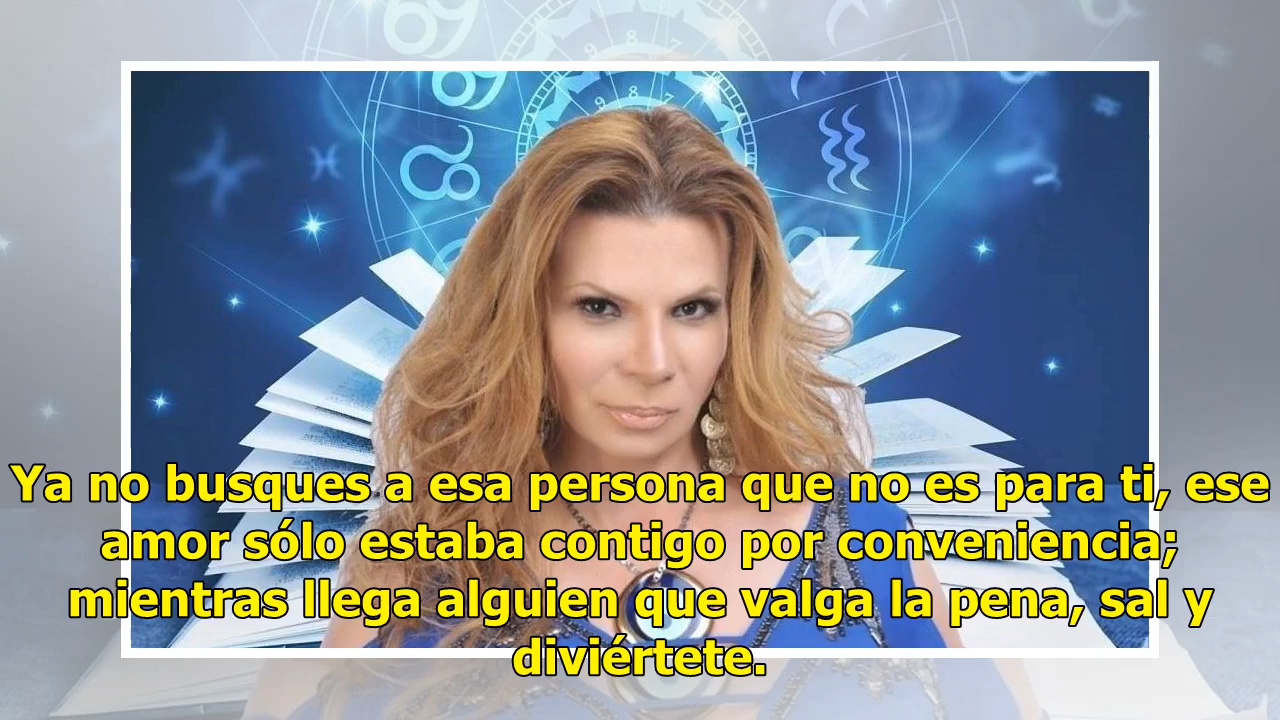 Ya no busques a esa persona que no es para ti, ese
amor sólo estaba contigo por conveniencia;
mientras llega alguien que valga la pena, sal y
diviértete.